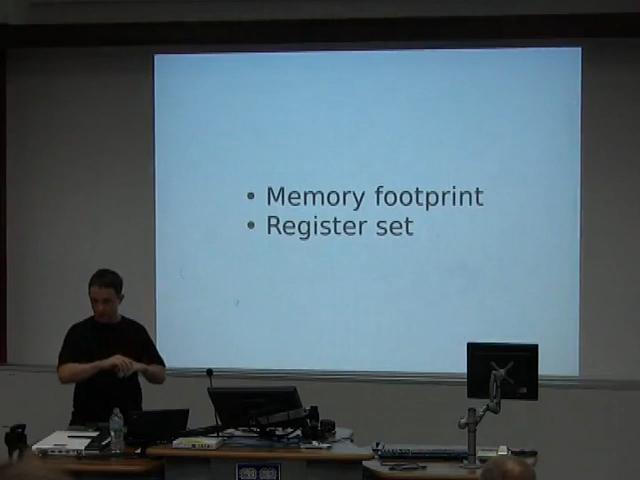 • Memory footprint
• Register set